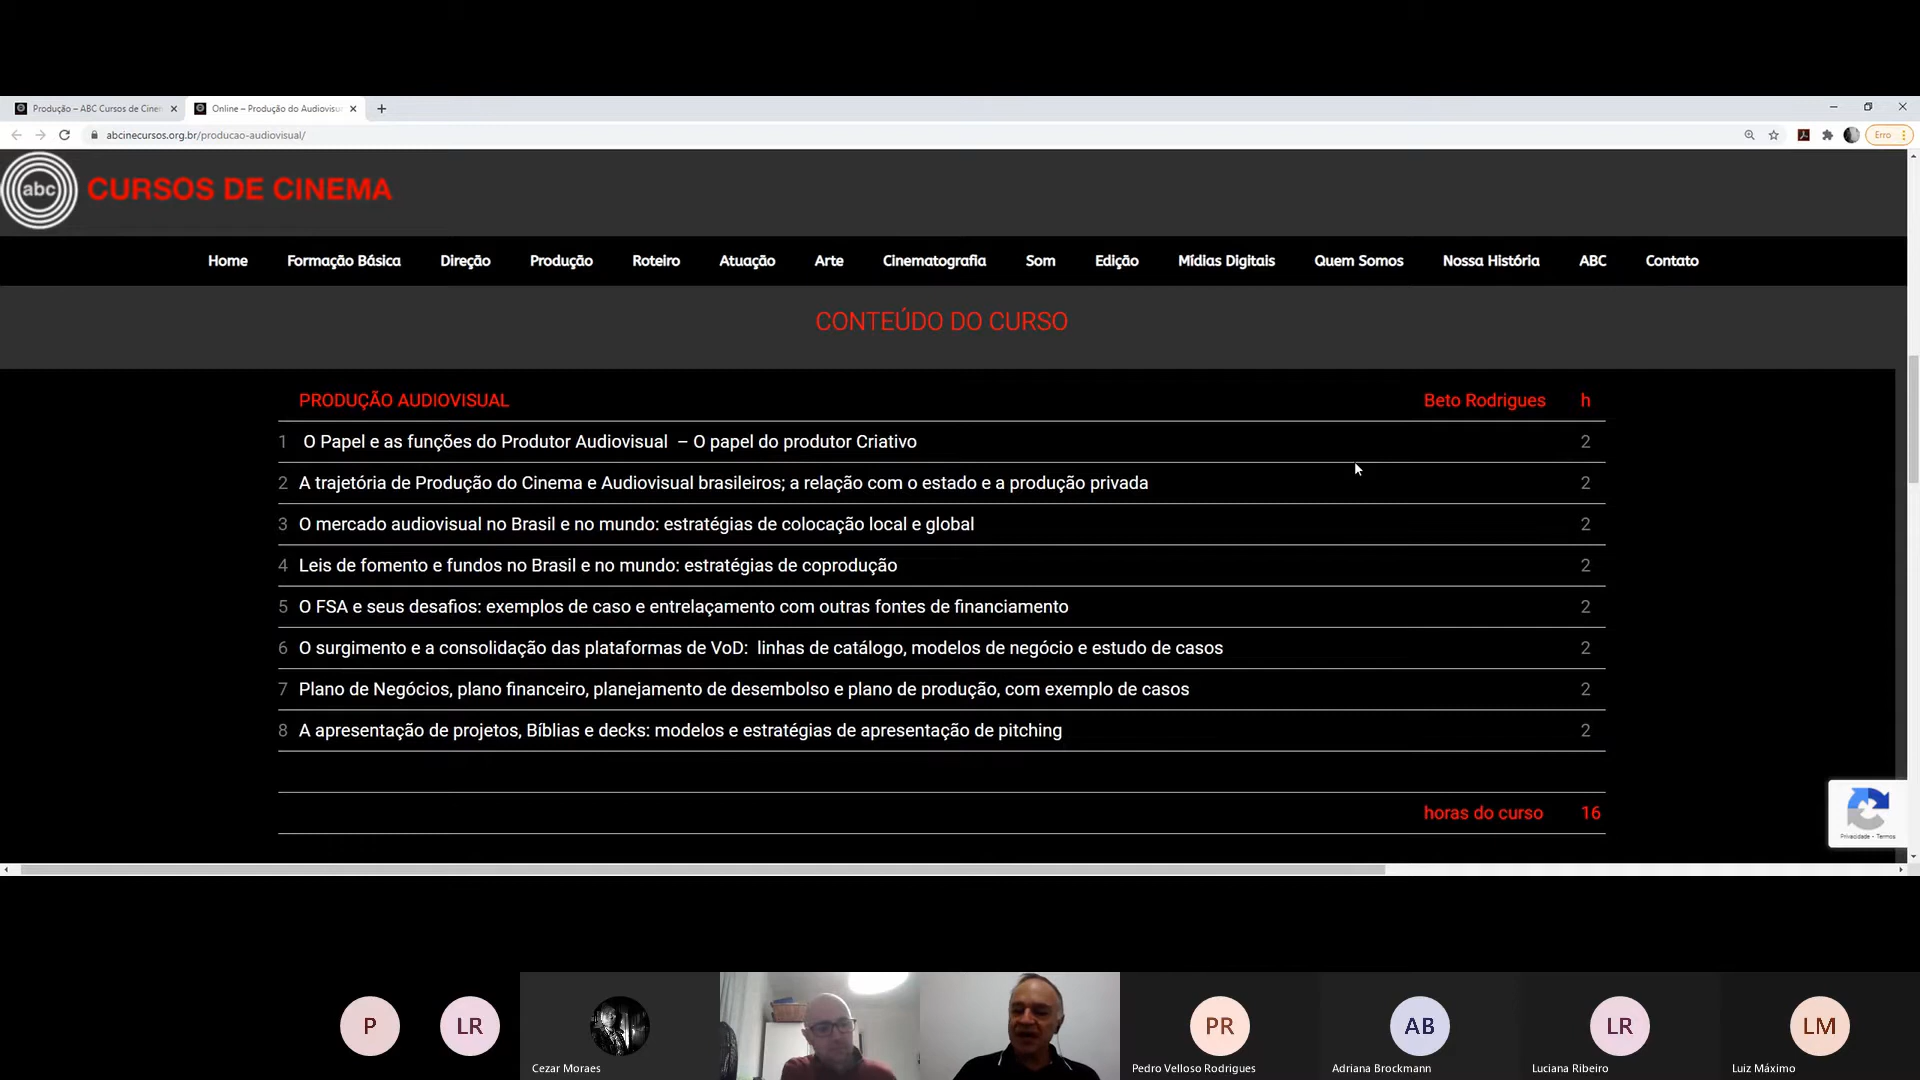 Produção – ABC Cursos de Cinem
Online – Produção do Audiovisu
abcinecursos.org.br/producao-audiovisual/
Erro
abc
CURSOS DE CINEMA
Home Formação Básica Direção Produção Roteiro Atuação Arte Cinematografia Som Edição Mídias Digitais Quem Somos Nossa História ABC Contato
CONTEÚDO DO CURSO
PRODUÇÃO AUDIOVISUAL Beto Rodrigues h
1 O Papel e as funções do Produtor Audiovisual – O papel do produtor Criativo 2
2 A trajetória de Produção do Cinema e Audiovisual brasileiros; a relação com o estado e a produção privada 2
3 O mercado audiovisual no Brasil e no mundo: estratégias de colocação local e global 2
4 Leis de fomento e fundos no Brasil e no mundo: estratégias de coprodução 2
5 O FSA e seus desafios: exemplos de caso e entrelaçamento com outras fontes de financiamento 2
6 O surgimento e a consolidação das plataformas de VoD: linhas de catálogo, modelos de negócio e estudo de casos 2
7 Plano de Negócios, plano financeiro, planejamento de desembolso e plano de produção, com exemplo de casos 2
8 A apresentação de projetos, Bíblias e decks: modelos e estratégias de apresentação de pitching 2
horas do curso 16
Privacidade - Termos
P LR PR AB LR LM
Cezar Moraes Pedro Velloso Rodrigues Adriana Brockmann Luciana Ribeiro Luiz Máximo